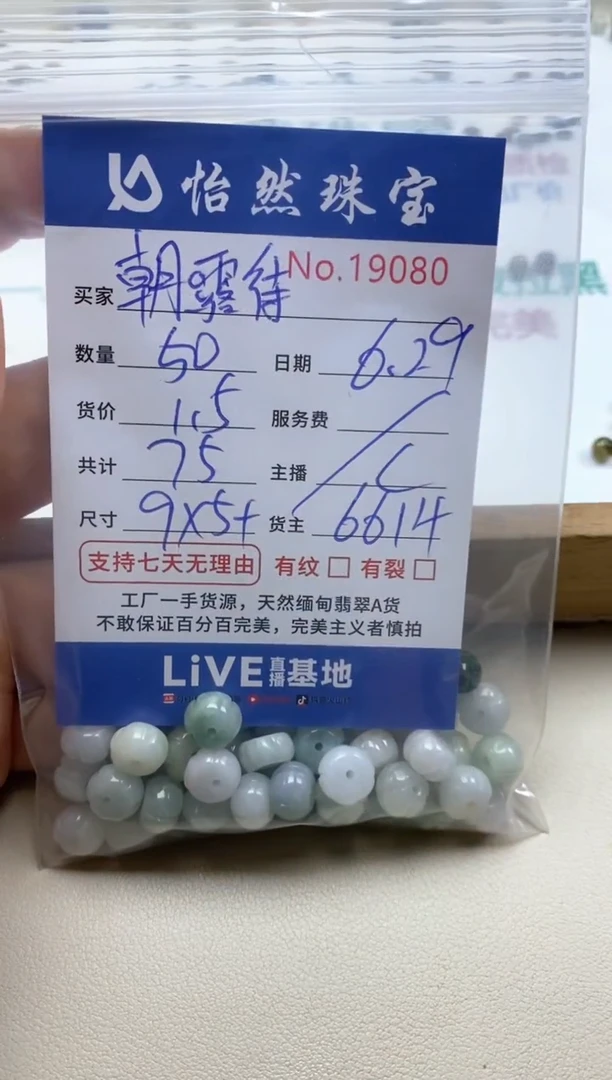 怡然珠宝
No.19080
买家 朝露待
数量 50 日期 6.29
货价 1.5 服务费 /
共计 75 主播 C
尺寸 9X5+ 货主 6614
支持七天无理由 有纹 □ 有裂 □
工厂一手货源，天然缅甸翡翠A货
不敢保证百分百完美，完美主义者慎拍
LiVE直播基地